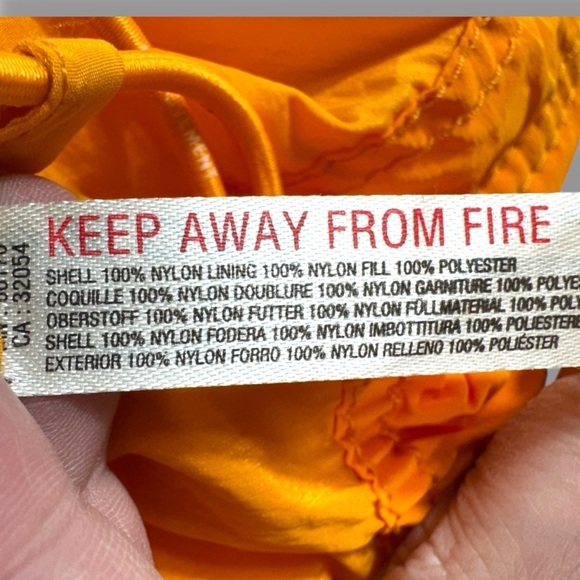 KEEP AWAY FROM FIRE
SHELL 100% NYLON LINING 100% NYLON FILL 100% POLYESTER
COQUILLE 100% NYLON DOUBLURE 100% NYLON GARNITURE 100% POLYE
OBERSTOFF 100% NYLON FUTTER 100% NYLON FÜLLMATERIAL 100% POL
SHELL 100% NYLON FODERA 100% NYLON IMBOTTITURA 100% POLIESTERE
EXTERIOR 100% NYLON FORRO 100% NYLON RELLENO 100% POLIÉSTER
CA : 32054